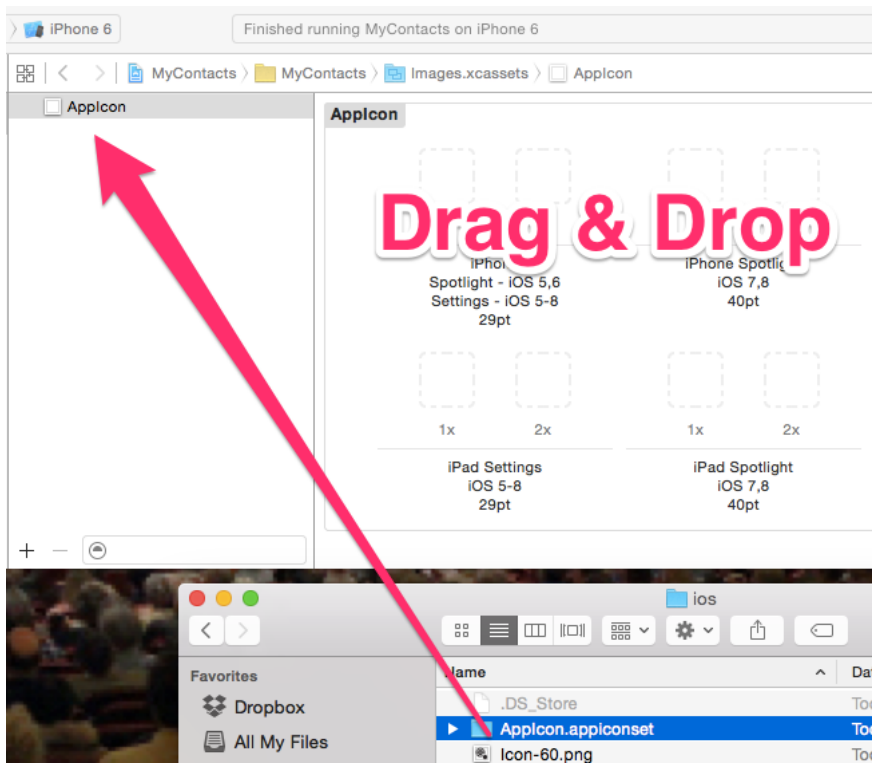 iPhone 6
Finished running MyContacts on iPhone 6
MyContacts
MyContacts
Images.xcassets
AppIcon
AppIcon
AppIcon
Drag & Drop
Spotlight - iOS 5,6
Settings - iOS 5-8
29pt
iPhone
iOS 7,8
40pt
1x
2x
1x
2x
iPad Settings
iOS 5-8
29pt
iPad Spotlight
iOS 7,8
40pt
ios
Favorites
Dropbox
All My Files
.DS_Store
AppIcon.appiconset
Icon-60.png